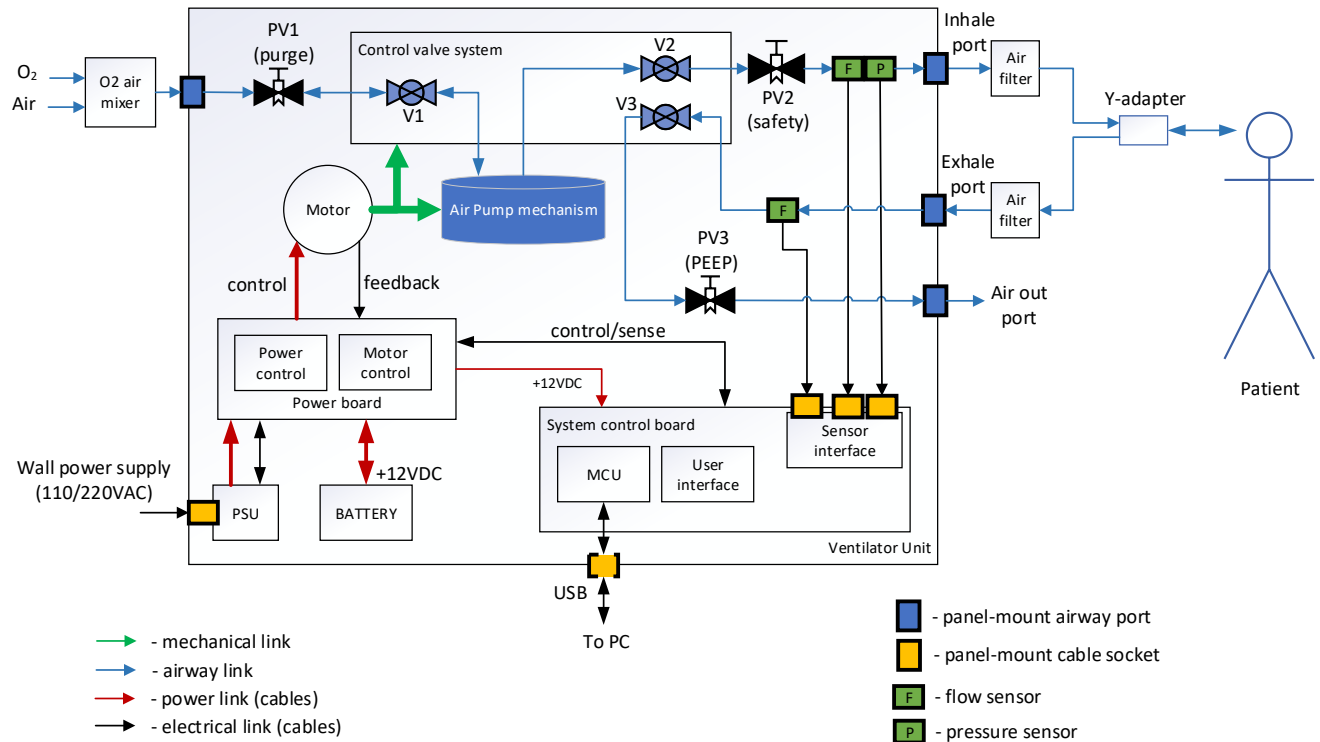 PV1
(purge)
Control valve system
V2
Inhale
port
O₂
Air
O2 air
mixer
V1
V3
PV2
(safety)
F
P
Air
filter
Y-adapter
Motor
Air Pump mechanism
Exhale
port
F
Air
filter
PV3
(PEEP)
control
feedback
Air out
port
control/sense
Power
control
Motor
control
Power board
+12VDC
Patient
System control board
Sensor
interface
MCU
User
interface
Wall power supply
(110/220VAC)
+12VDC
PSU
BATTERY
Ventilator Unit
USB
To PC
- mechanical link
- airway link
- power link (cables)
- electrical link (cables)
- panel-mount airway port
- panel-mount cable socket
F
- flow sensor
P
- pressure sensor